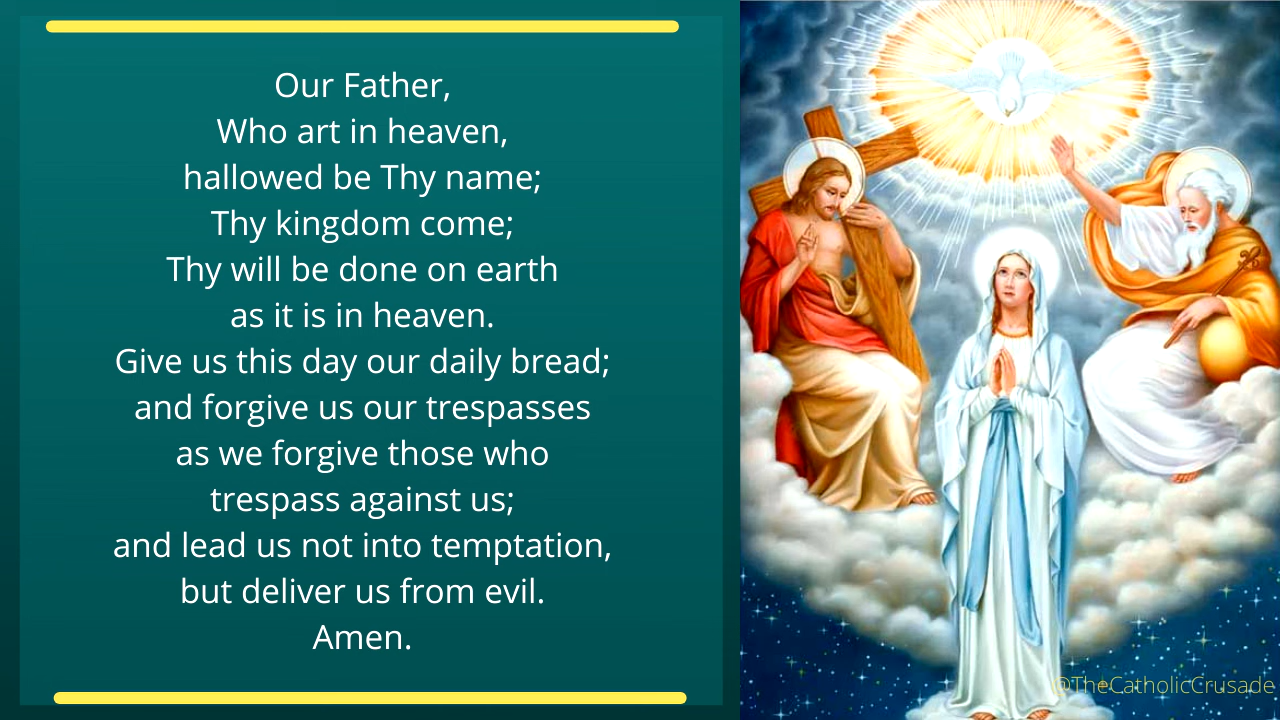 Our Father,
Who art in heaven,
hallowed be Thy name;
Thy kingdom come;
Thy will be done on earth
as it is in heaven.
Give us this day our daily bread;
and forgive us our trespasses
as we forgive those who
trespass against us;
and lead us not into temptation,
but deliver us from evil.
Amen.
@TheCatholicCrusade